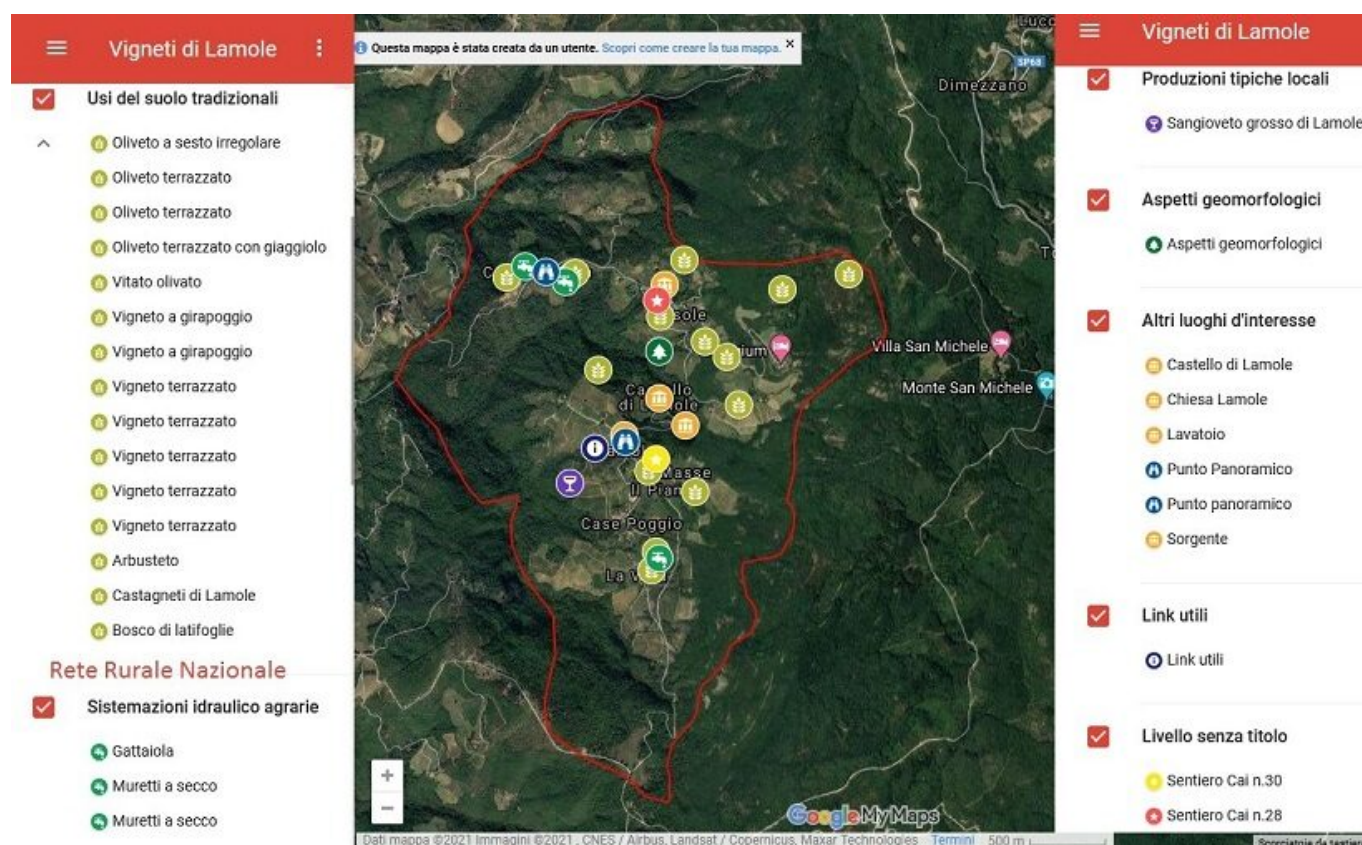 Vigneti di Lamole
Usi del suolo tradizionali
Oliveto a sesto irregolare
Oliveto terrazzato
Oliveto terrazzato
Oliveto terrazzato con giaggiolo
Vitato olivato
Vigneto a girapoggio
Vigneto a girapoggio
Vigneto terrazzato
Vigneto terrazzato
Vigneto terrazzato
Vigneto terrazzato
Vigneto terrazzato
Arbusteto
Castagneti di Lamole
Bosco di latifoglie
Rete Rurale Nazionale
Sistemazioni idraulico agrarie
Gattaiola
Muretti a secco
Muretti a secco
Questa mappa è stata creata da un utente. Scopri come creare la tua mappa. ×
SP68
Dimezzano
Villa San Michele
Monte San Michele
Case Poggio
Google My Maps
Dati mappa ©2021 Immagini ©2021 , CNES / Airbus, Landsat / Copernicus, Maxar Technologies Termini 500 m
Vigneti di Lamole
Produzioni tipiche locali
Sangioveto grosso di Lamole
Aspetti geomorfologici
Aspetti geomorfologici
Altri luoghi d'interesse
Castello di Lamole
Chiesa Lamole
Lavatoio
Punto Panoramico
Punto panoramico
Sorgente
Link utili
Link utili
Livello senza titolo
Sentiero Cai n.30
Sentiero Cai n.28